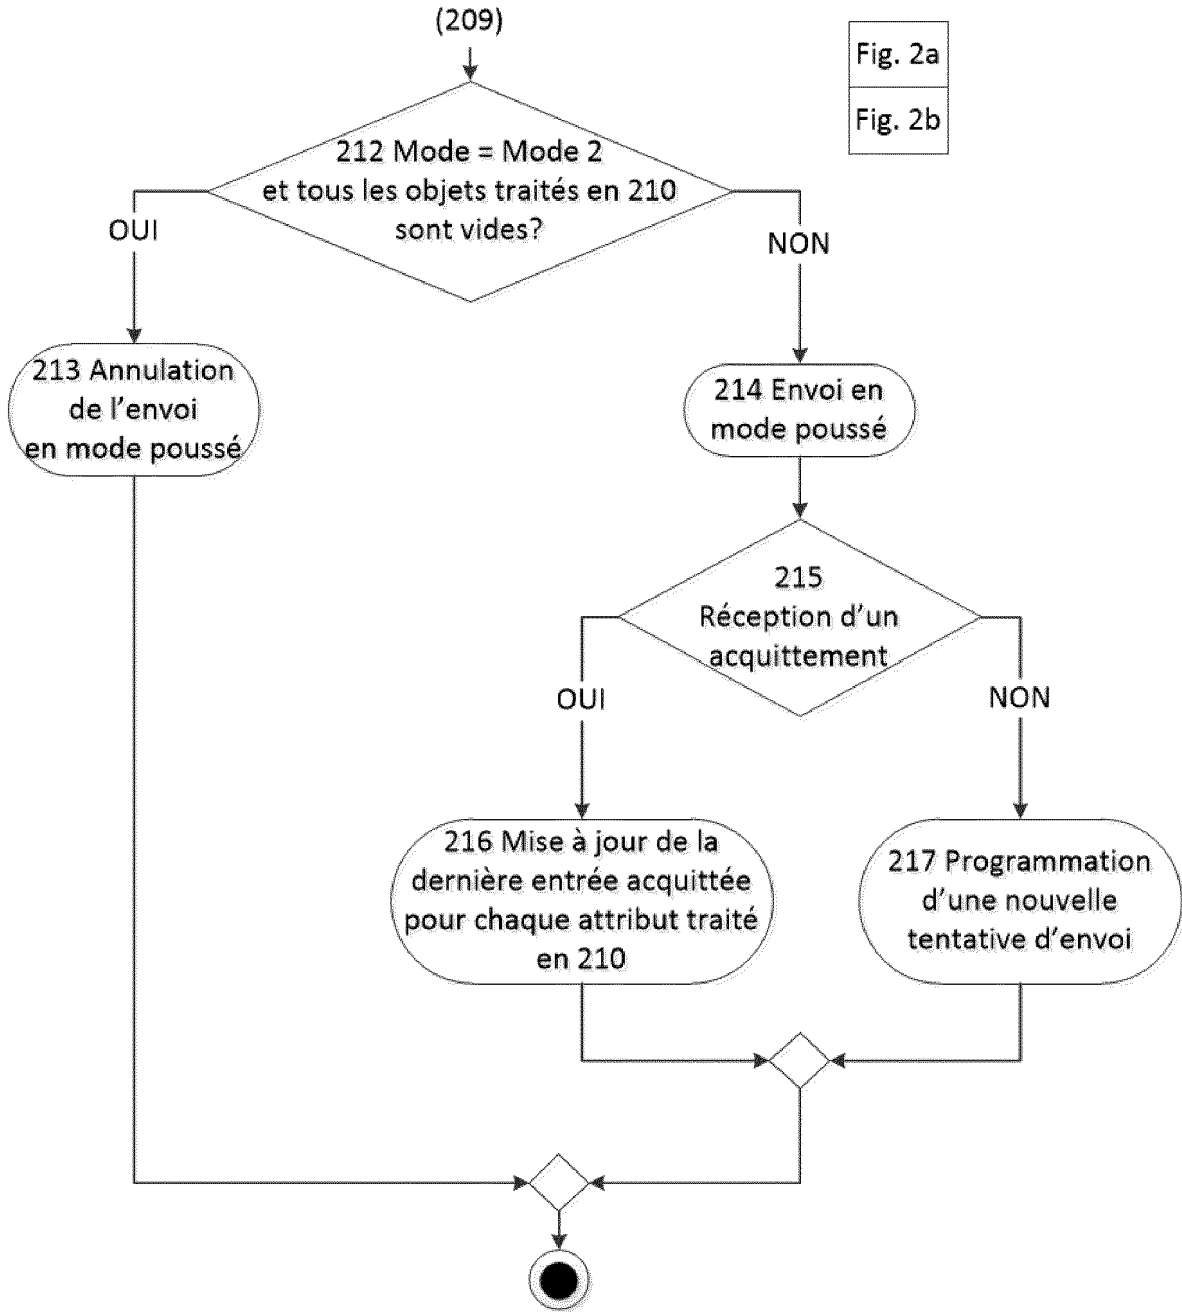 (209)
Fig. 2a
Fig. 2b
212 Mode = Mode 2
et tous les objets traités en 210
sont vides?
OUI
NON
213 Annulation
de l'envoi
en mode poussé
214 Envoi en
mode poussé
215
Réception d'un
acquittement
OUI
NON
216 Mise à jour de la
dernière entrée acquittée
pour chaque attribut traité
en 210
217 Programmation
d'une nouvelle
tentative d'envoi